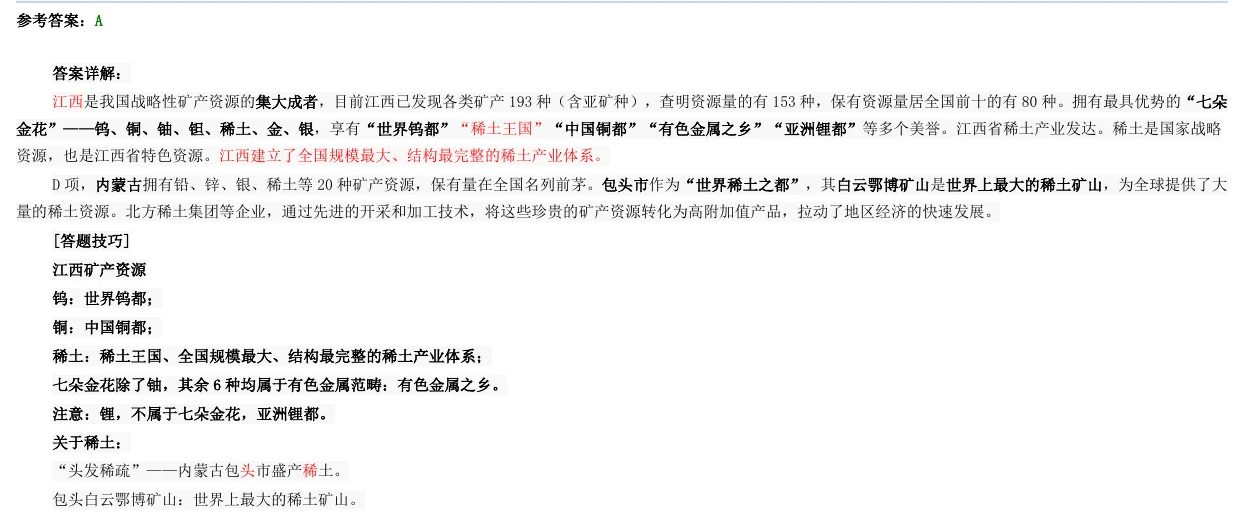 参考答案：A
答案详解：
江西是我国战略性矿产资源的集大成者，目前江西已发现各类矿产 193 种（含亚矿种），查明资源量的有 153 种，保有资源量居全国前十的有 80 种。拥有最具优势的“七朵
金花”——钨、铜、铀、钽、稀土、金、银，享有“世界钨都”“稀土王国”“中国铜都”“有色金属之乡”“亚洲锂都”等多个美誉。江西省稀土产业发达。稀土是国家战略
资源，也是江西省特色资源。江西建立了全国规模最大、结构最完整的稀土产业体系。
D 项，内蒙古拥有铅、锌、银、稀土等 20 种矿产资源，保有量在全国名列前茅。包头市作为“世界稀土之都”，其白云鄂博矿山是世界上最大的稀土矿山，为全球提供了大
量的稀土资源。北方稀土集团等企业，通过先进的开采和加工技术，将这些珍贵的矿产资源转化为高附加值产品，拉动了地区经济的快速发展。
[答题技巧]
江西矿产资源
钨：世界钨都；
铜：中国铜都；
稀土：稀土王国、全国规模最大、结构最完整的稀土产业体系；
七朵金花除了铀，其余 6 种均属于有色金属范畴：有色金属之乡。
注意：锂，不属于七朵金花，亚洲锂都。
关于稀土：
“头发稀疏”——内蒙古包头市盛产稀土。
包头白云鄂博矿山：世界上最大的稀土矿山。